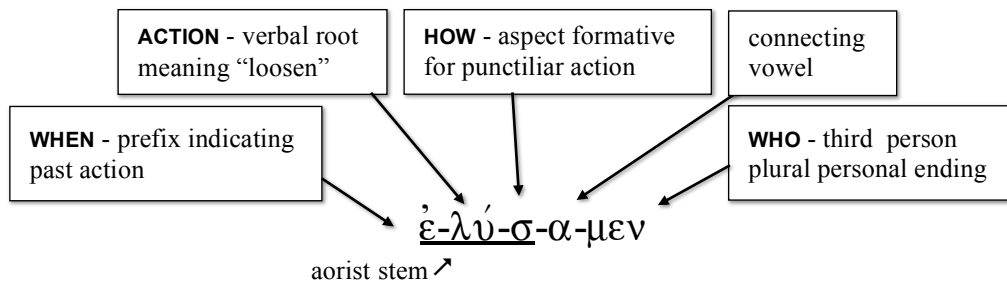 ACTION - verbal root
meaning “loosen”
HOW - aspect formative
for punctiliar action
connecting
vowel
WHEN - prefix indicating
past action
WHO - third  person
plural personal ending
ἐ-λύ-σ-α-μεν
aorist stem ↗